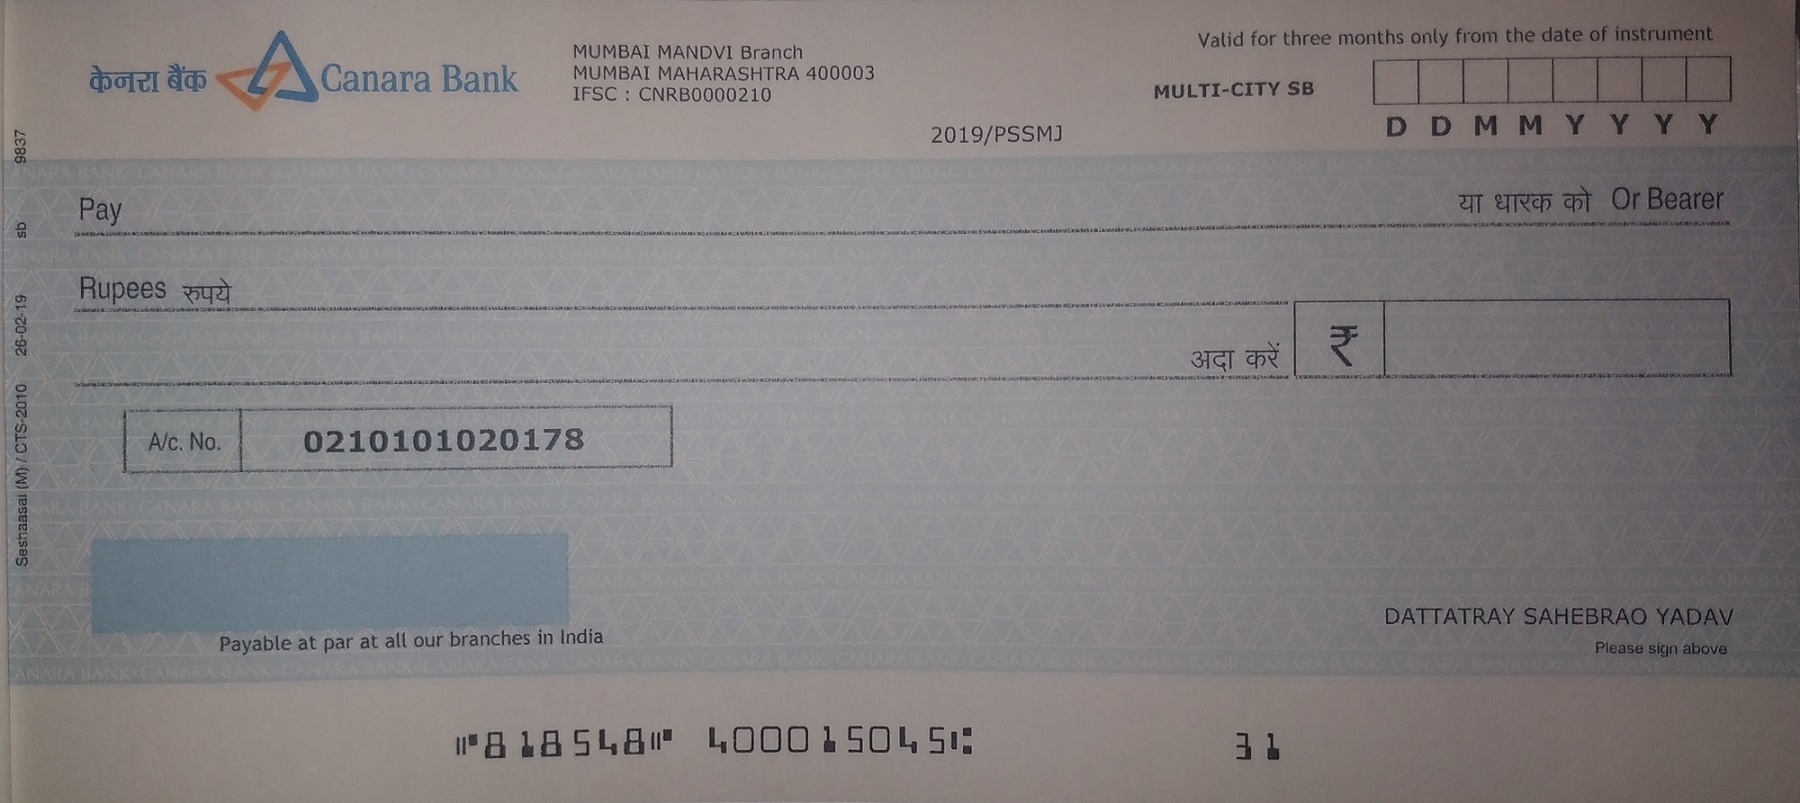 केनरा बैंक Canara Bank
MUMBAI MANDVI Branch
MUMBAI MAHARASHTRA 400003
IFSC : CNRB0000210
2019/PSSMJ
Valid for three months only from the date of instrument
MULTI-CITY SB
D D M M Y Y Y Y
Pay
या धारक को Or Bearer
Rupees रुपये
अदा करें ₹
A/c. No. 0210101020178
Payable at par at all our branches in India
DATTATRAY SAHEBRAO YADAV
Please sign above
⑈818548⑈ 400015045⑆ 31
Seshaasai (M) / CTS-2010 26-02-19 sb 9837